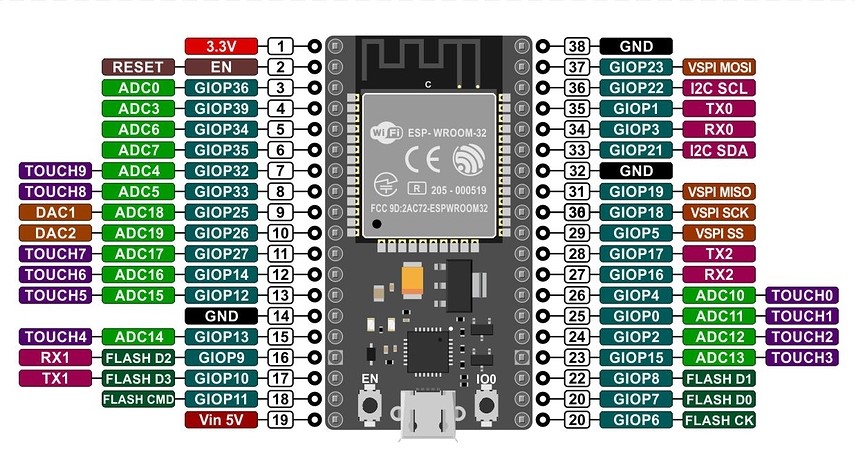 3.3V 1 38 GND
RESET EN 2 37 GIOP23 VSPI MOSI
ADC0 GIOP36 3 36 GIOP22 I2C SCL
ADC3 GIOP39 4 35 GIOP1 TX0
ADC6 GIOP34 5 34 GIOP3 RX0
ADC7 GIOP35 6 33 GIOP21 I2C SDA
TOUCH9 ADC4 GIOP32 7 32 GND
TOUCH8 ADC5 GIOP33 8 31 GIOP19 VSPI MISO
DAC1 ADC18 GIOP25 9 30 GIOP18 VSPI SCK
DAC2 ADC19 GIOP26 10 29 GIOP5 VSPI SS
TOUCH7 ADC17 GIOP27 11 28 GIOP17 TX2
TOUCH6 ADC16 GIOP14 12 27 GIOP16 RX2
TOUCH5 ADC15 GIOP12 13 26 GIOP4 ADC10 TOUCH0
GND 14 25 GIOP0 ADC11 TOUCH1
TOUCH4 ADC14 GIOP13 15 24 GIOP2 ADC12 TOUCH2
RX1 FLASH D2 GIOP9 16 23 GIOP15 ADC13 TOUCH3
TX1 FLASH D3 GIOP10 17 22 GIOP8 FLASH D1
FLASH CMD GIOP11 18 20 GIOP7 FLASH D0
Vin 5V 19 20 GIOP6 FLASH CK
C
WiFi ESP-WROOM-32
CE
R 205-000519
FCC 9D:2AC72-ESPWROOM32
EN IO0